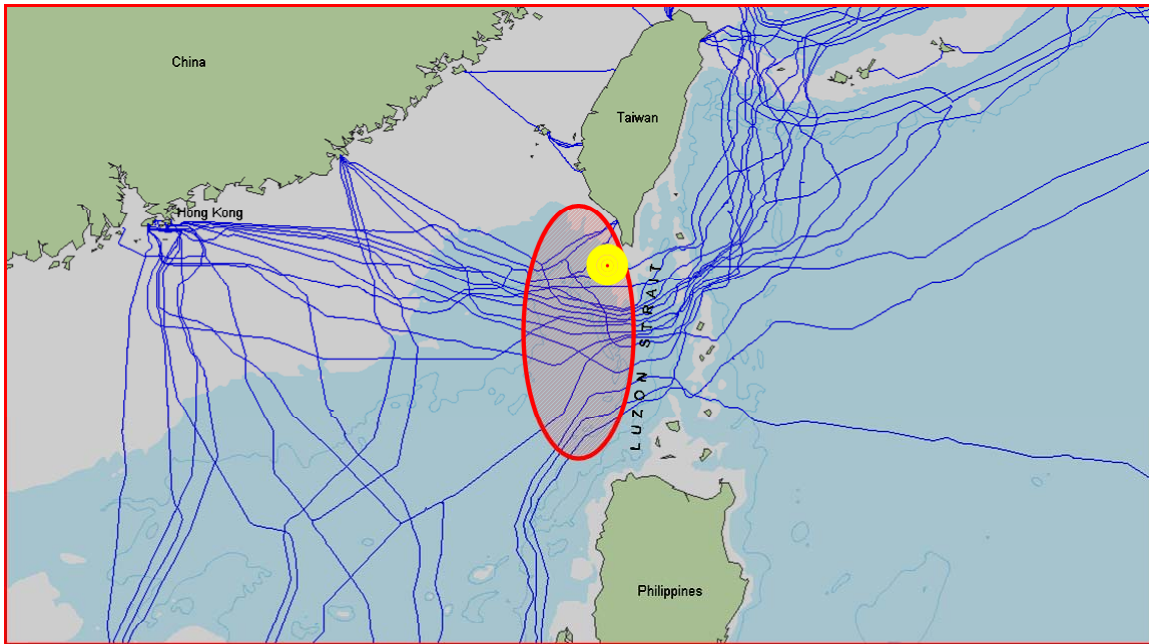 China
Taiwan
Hong Kong
LUZON STRAIT
Philippines